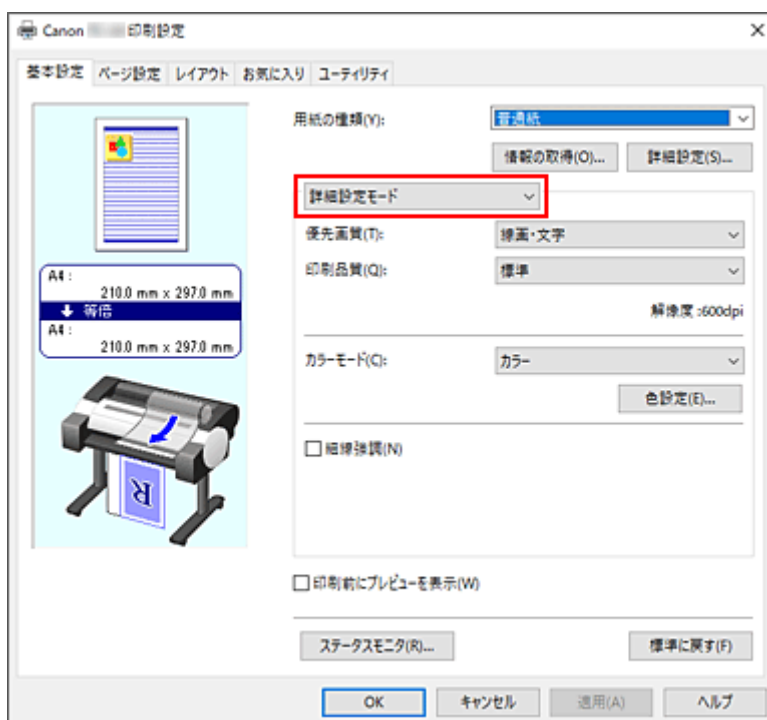 Canon 印刷設定
基本設定 ページ設定 レイアウト お気に入り ユーティリティ
用紙の種類(Y): 普通紙
情報の取得(O)... 詳細設定(S)...
詳細設定モード
優先画質(T): 線画・文字
印刷品質(Q): 標準
解像度 :600dpi
カラーモード(C): カラー
色設定(E)...
細線強調(N)
A4 :
210.0 mm x 297.0 mm
等倍
A4 :
210.0 mm x 297.0 mm
R
印刷前にプレビューを表示(W)
ステータスモニタ(R)... 標準に戻す(F)
OK キャンセル 適用(A) ヘルプ